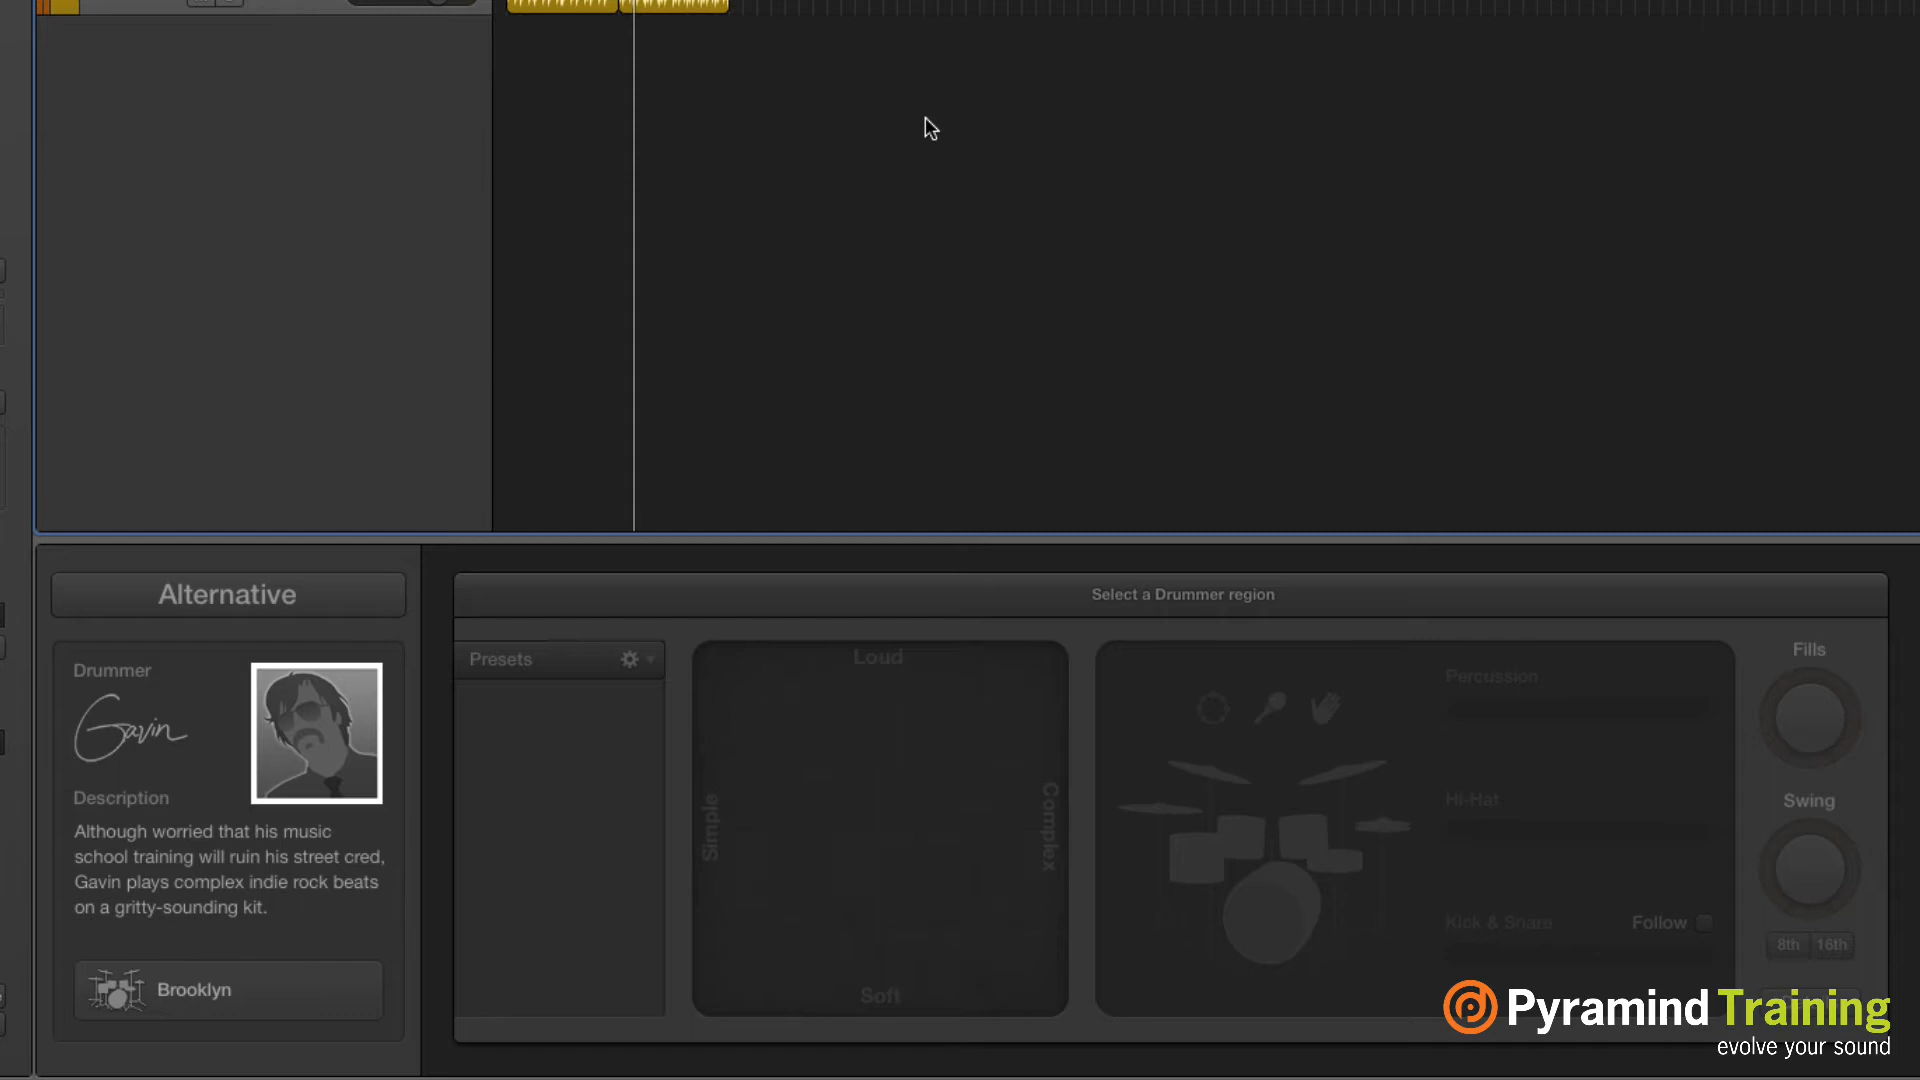 Alternative
Select a Drummer region
Drummer
Gavin
Description
Although worried that his music
school training will ruin his street cred,
Gavin plays complex indie rock beats
on a gritty-sounding kit.
Brooklyn
Presets
Loud
Simple
Complex
Soft
Percussion
Hi-Hat
Kick & Snare
Follow
Fills
Swing
8th 16th
Pyramind Training
evolve your sound